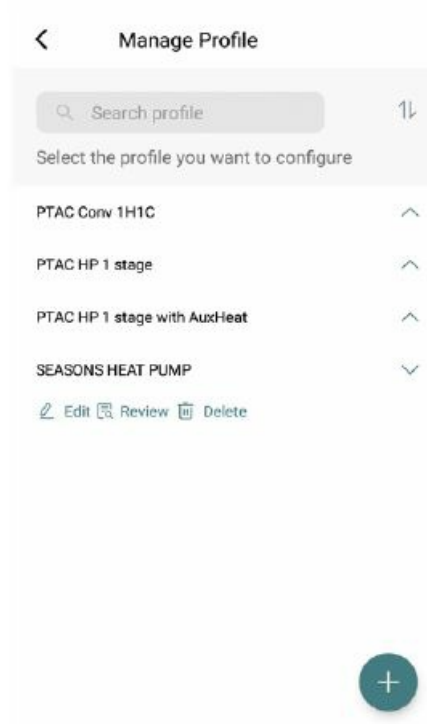 Manage Profile
Search profile
Select the profile you want to configure
PTAC Conv 1H1C
PTAC HP 1 stage
PTAC HP 1 stage with AuxHeat
SEASONS HEAT PUMP
Edit Review Delete